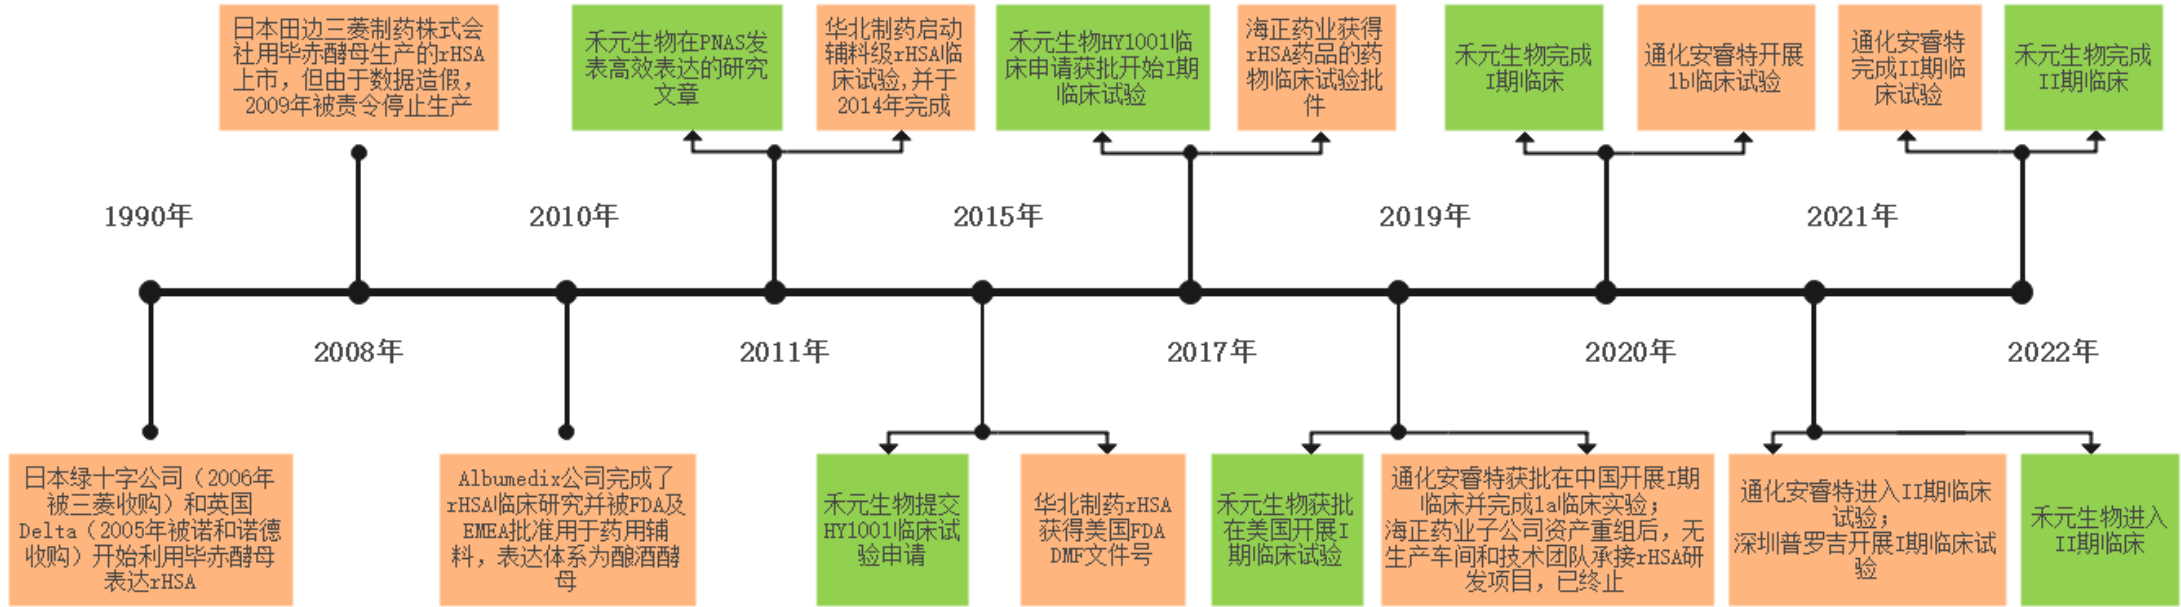 日本田边三菱制药株式会
社用毕赤酵母生产的rHSA
上市，但由于数据造假，
2009年被责令停止生产
禾元生物在PNAS发
表高效表达的研究
文章
华北制药启动
辅料级rHSA临
床试验,并于
2014年完成
禾元生物HY1001临
床申请获批开始I期
临床试验
海正药业获得
rHSA药品的药
物临床试验批
件
禾元生物完成
I期临床
通化安睿特开展
1b临床试验
通化安睿特
完成II期临
床试验
禾元生物完成
II期临床
1990年
2010年
2015年
2019年
2021年
2008年
2011年
2017年
2020年
2022年
日本绿十字公司（2006年
被三菱收购）和英国
Delta（2005年被诺和诺德
收购）开始利用毕赤酵母
表达rHSA
Albumedix公司完成了
rHSA临床研究并被FDA及
EMEA批准用于药用辅
料，表达体系为酿酒酵
母
禾元生物提交
HY1001临床试
验申请
华北制药rHSA
获得美国FDA
DMF文件号
禾元生物获批
在美国开展I
期临床试验
通化安睿特获批在中国开展I期
临床并完成1a临床实验；
海正药业子公司资产重组后，无
生产车间和技术团队承接rHSA研
发项目，已终止
通化安睿特进入II期临床
试验；
深圳普罗吉开展I期临床试
验
禾元生物进入
II期临床